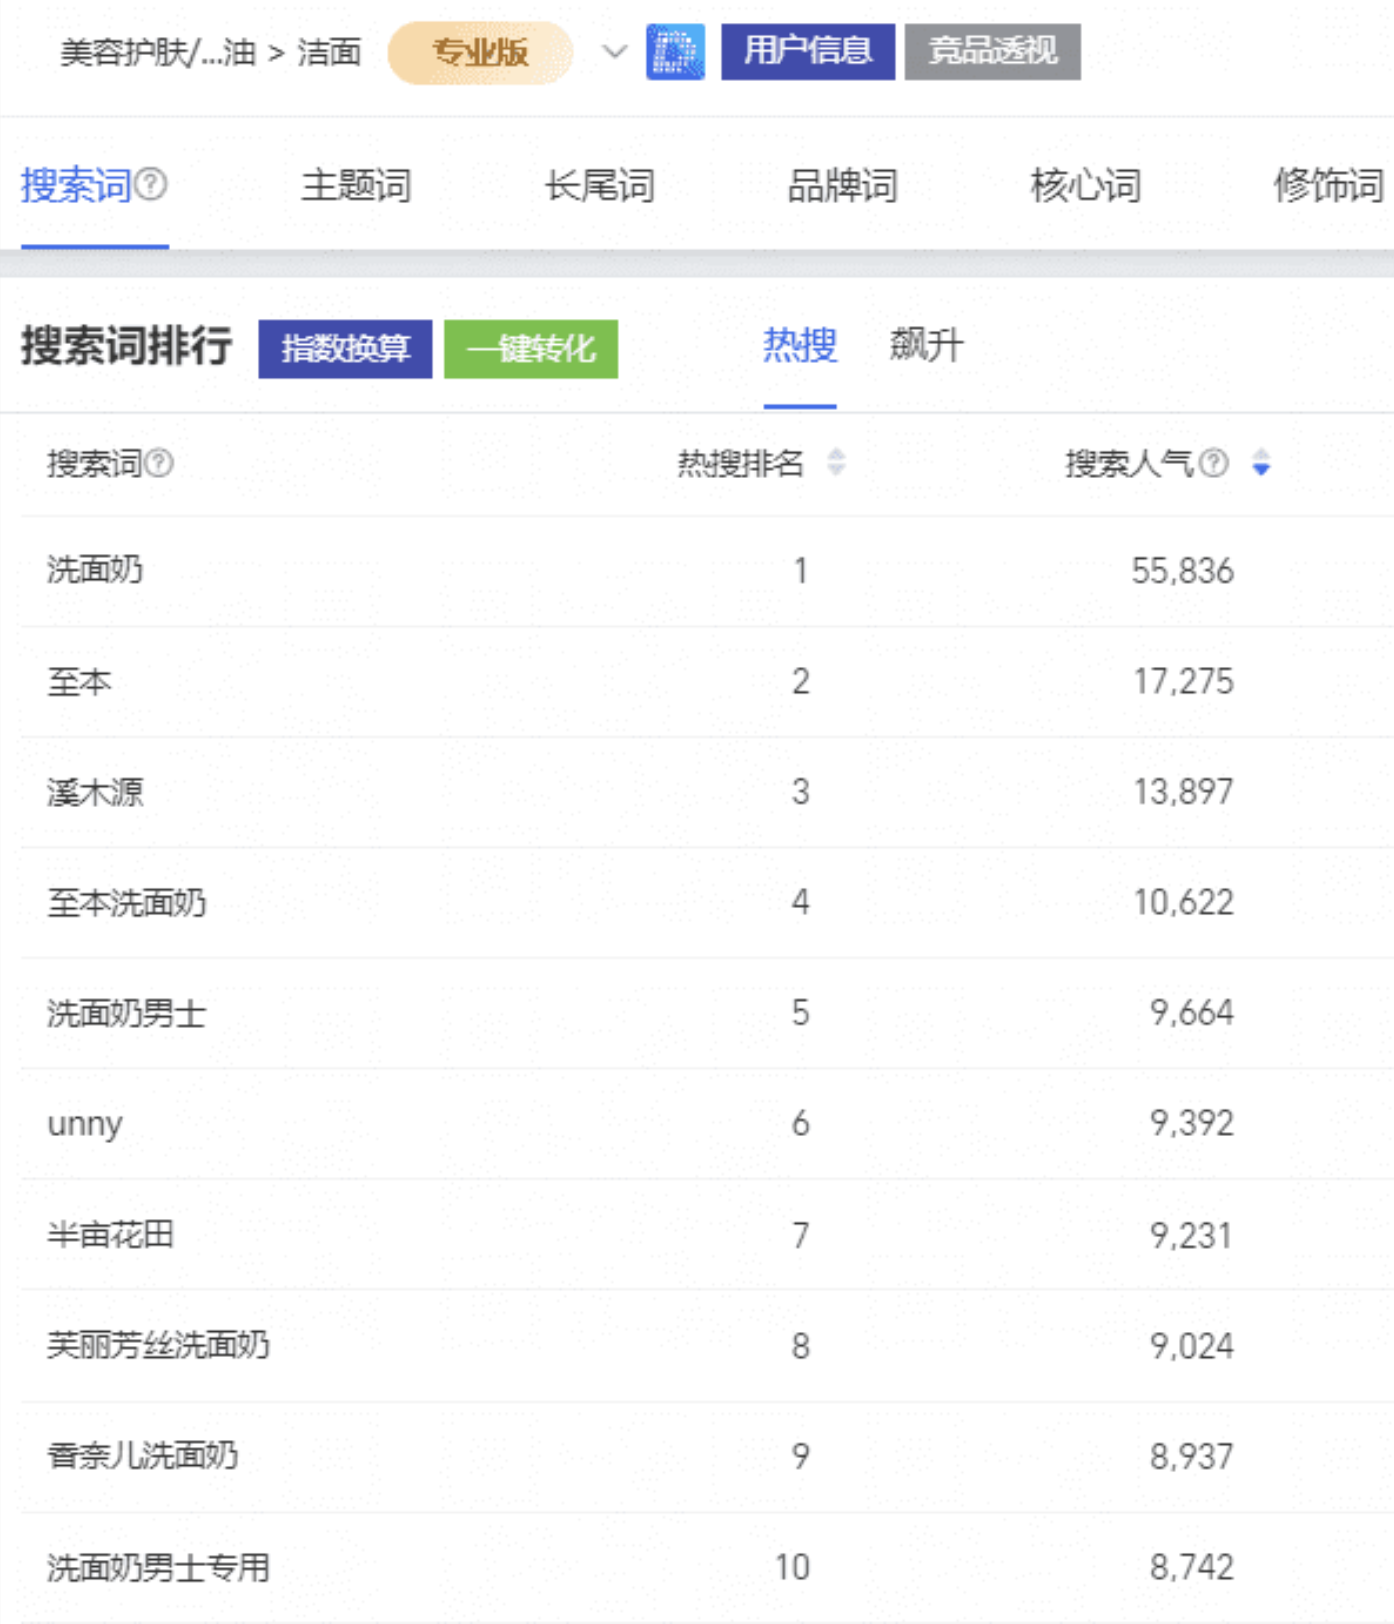 美容护肤/...油 > 洁面 专业版 用户信息 竞品透视
搜索词 主题词 长尾词 品牌词 核心词 修饰词
搜索词排行 指数换算 一键转化 热搜 飙升
搜索词 热搜排名 搜索人气
洗面奶 1 55,836
至本 2 17,275
溪木源 3 13,897
至本洗面奶 4 10,622
洗面奶男士 5 9,664
unny 6 9,392
半亩花田 7 9,231
芙丽芳丝洗面奶 8 9,024
香奈儿洗面奶 9 8,937
洗面奶男士专用 10 8,742